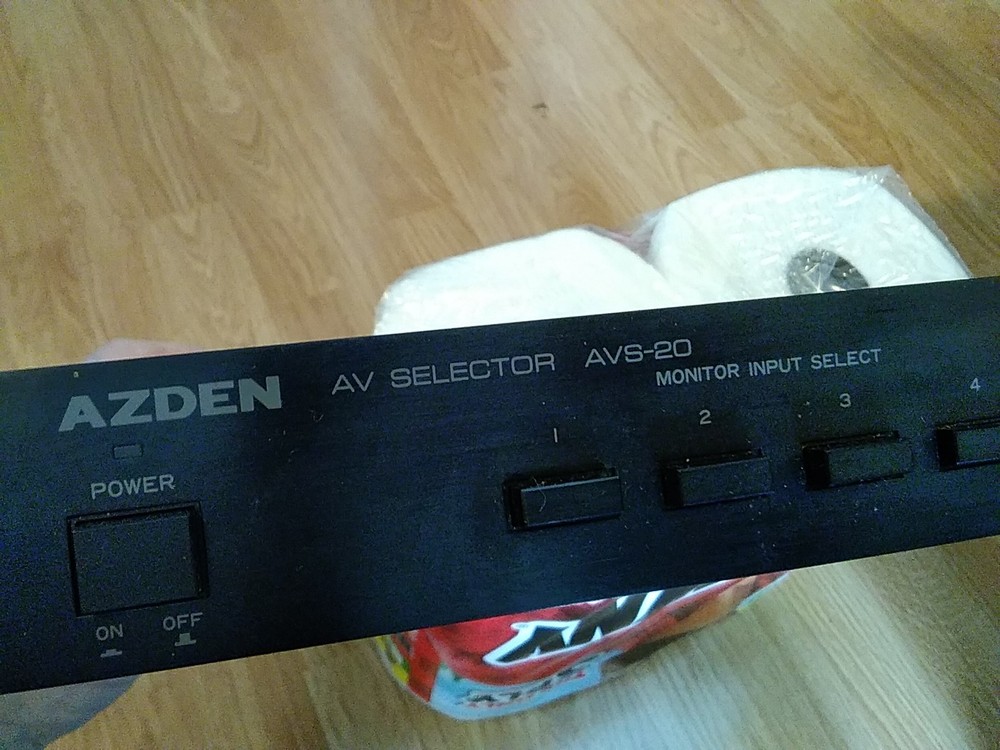 AZDEN
AV SELECTOR AVS-20
MONITOR INPUT SELECT
1 2 3 4
POWER
ON OFF